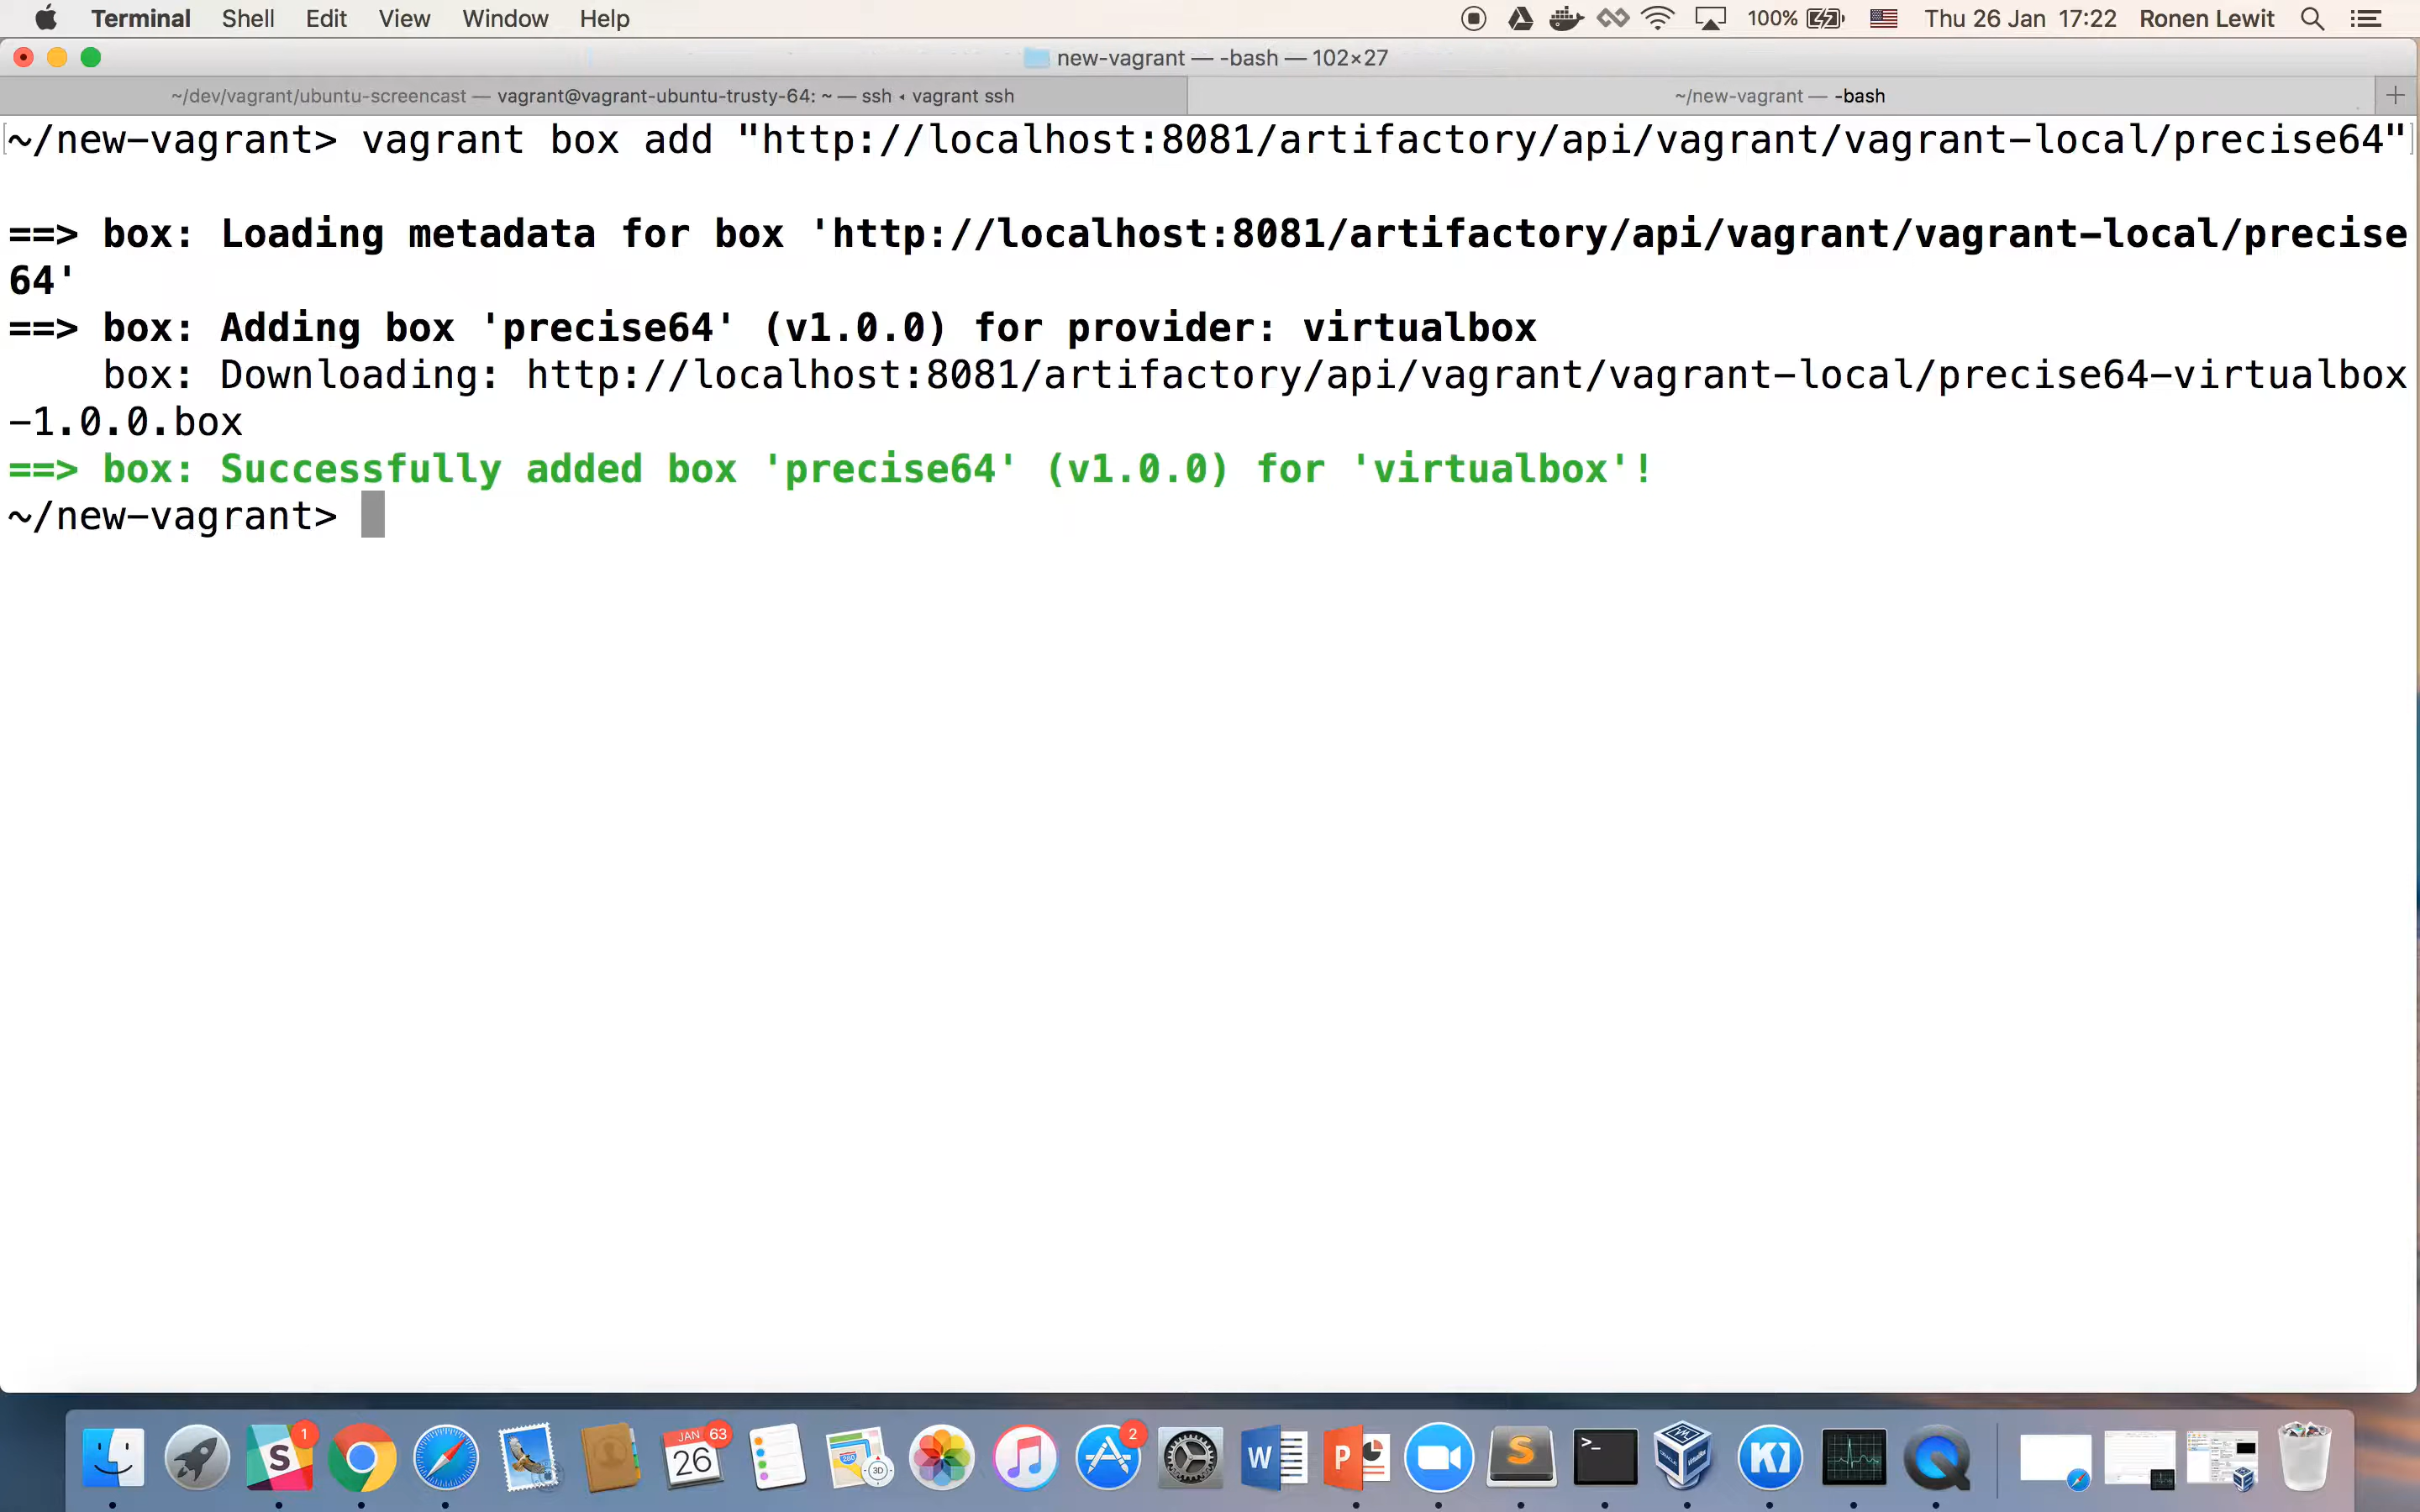 Terminal Shell Edit View Window Help 100% Thu 26 Jan 17:22 Ronen Lewit
new-vagrant — -bash — 102×27
~/dev/vagrant/ubuntu-screencast — vagrant@vagrant-ubuntu-trusty-64: ~ — ssh ◂ vagrant ssh ~/new-vagrant — -bash
~/new-vagrant> vagrant box add "http://localhost:8081/artifactory/api/vagrant/vagrant-local/precise64"
==> box: Loading metadata for box 'http://localhost:8081/artifactory/api/vagrant/vagrant-local/precise
64'
==> box: Adding box 'precise64' (v1.0.0) for provider: virtualbox
box: Downloading: http://localhost:8081/artifactory/api/vagrant/vagrant-local/precise64-virtualbox
-1.0.0.box
==> box: Successfully added box 'precise64' (v1.0.0) for 'virtualbox'!
~/new-vagrant>
1 JAN 63 2
S 26 3D W P S >_ K